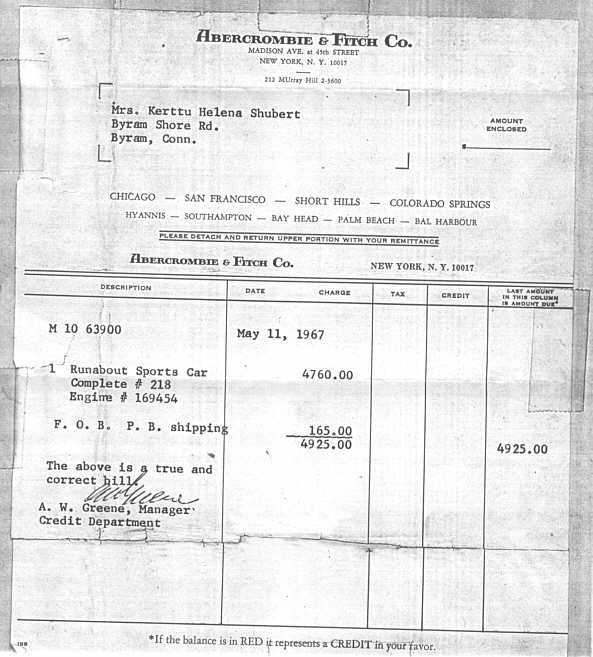 ABERCROMBIE & FITCH CO.
MADISON AVE. at 45th STREET
NEW YORK, N. Y. 10017
212 MUrray Hill 2-3600
Mrs. Kerttu Helena Shubert
Byram Shore Rd.
Byram, Conn.
AMOUNT
ENCLOSED
$
CHICAGO — SAN FRANCISCO — SHORT HILLS — COLORADO SPRINGS
HYANNIS — SOUTHAMPTON — BAY HEAD — PALM BEACH — BAL HARBOUR
PLEASE DETACH AND RETURN UPPER PORTION WITH YOUR REMITTANCE
ABERCROMBIE & FITCH CO. NEW YORK, N. Y. 10017
DESCRIPTION DATE CHARGE TAX CREDIT LAST AMOUNT
IN THIS COLUMN
IS AMOUNT DUE*
M 10 63900 May 11, 1967
1 Runabout Sports Car 4760.00
Complete # 218
Engine # 169454
F. O. B. P. B. shipping 165.00
4925.00 4925.00
The above is a true and
correct bill.
A. W. Greene, Manager
Credit Department
*If the balance is in RED it represents a CREDIT in your favor.